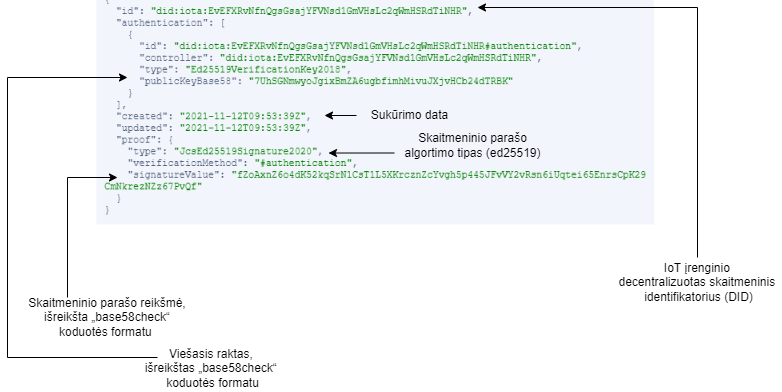 {
"id": "did:iota:EvEFXRvNfnQgsGsajYFVNsd1GmVHsLc2qWmHSRdTiNHR",
"authentication": [
{
"id": "did:iota:EvEFXRvNfnQgsGsajYFVNsd1GmVHsLc2qWmHSRdTiNHR#authentication",
"controller": "did:iota:EvEFXRvNfnQgsGsajYFVNsd1GmVHsLc2qWmHSRdTiNHR",
"type": "Ed25519VerificationKey2018",
"publicKeyBase58": "7UhSGNmwyoJgixBmZA6ugbfimhMivuJXjvHCb24dTRBK"
}
],
"created": "2021-11-12T09:53:39Z",
"updated": "2021-11-12T09:53:39Z",
"proof": {
"type": "JcsEd25519Signature2020",
"verificationMethod": "#authentication",
"signatureValue": "fZoAxnZ6o4dK52kqSrN1CsT1L5XKrcznZcYvgh5p445JFvVY2vRsn6iUqtei65EnrsCpK29
CmNkrezNZz67PvQf"
}
}
Sukūrimo data
Skaitmeninio parašo
algortimo tipas (ed25519)
IoT įrenginio
decentralizuotas skaitmeninis
identifikatorius (DID)
Skaitmeninio parašo reikšmė,
išreikšta „base58check“
koduotės formatu
Viešasis raktas,
išreikštas „base58check“
koduotės formatu